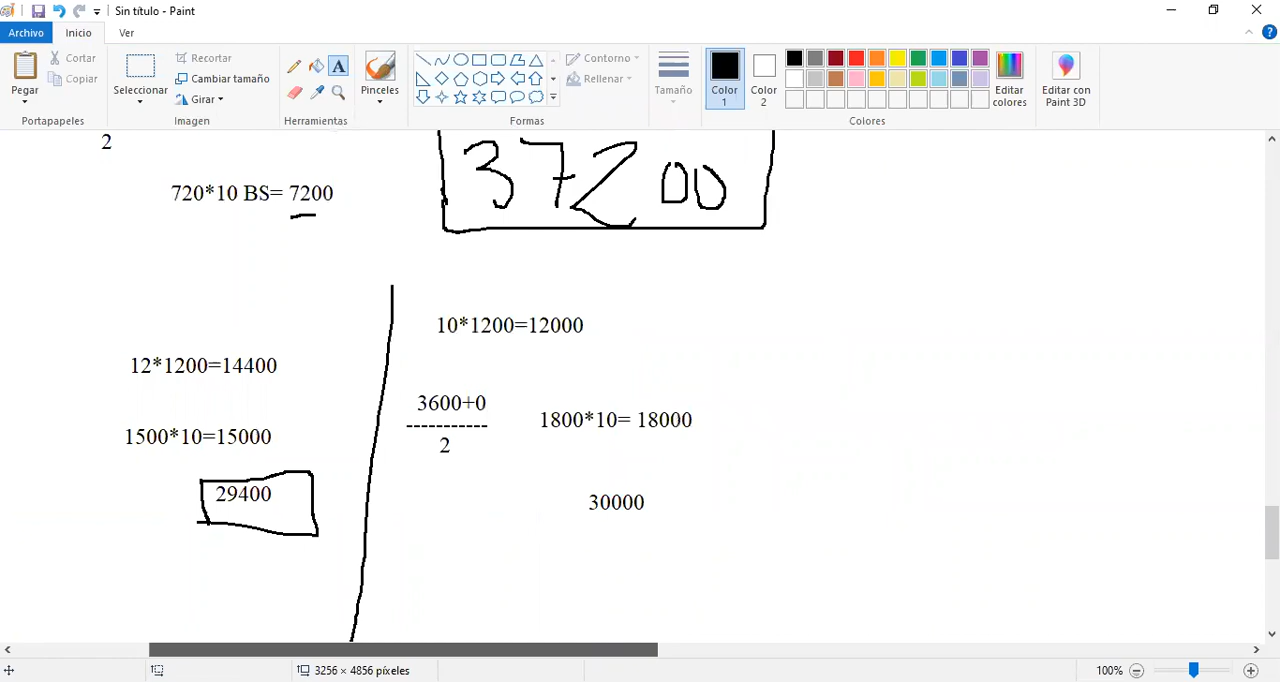 Sin título - Paint
Archivo Inicio Ver
Pegar
Cortar
Copiar
Portapapeles
Seleccionar
Recortar
Cambiar tamaño
Girar
Imagen
A
Herramientas
Pinceles
Contorno
Rellenar
Formas
Tamaño
Color 1
Color 2
Editar colores
Editar con Paint 3D
Colores
2
720*10 BS= 7200
37200
12*1200=14400
1500*10=15000
29400
10*1200=12000
3600+0
----------
2
1800*10= 18000
30000
3256 × 4856 píxeles
100%